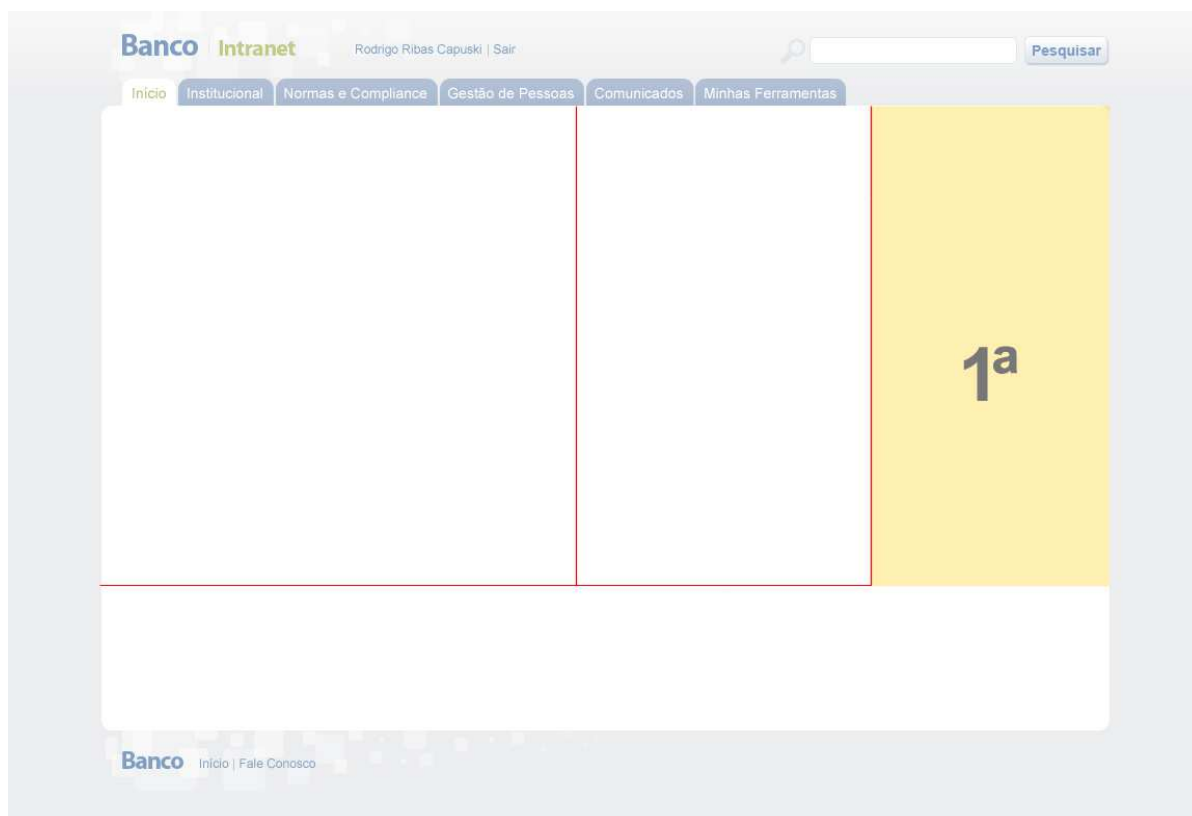 Banco Intranet Rodrigo Ribas Capuski | Sair Pesquisar
Início Institucional Normas e Compliance Gestão de Pessoas Comunicados Minhas Ferramentas
1ª
Banco Início | Fale Conosco